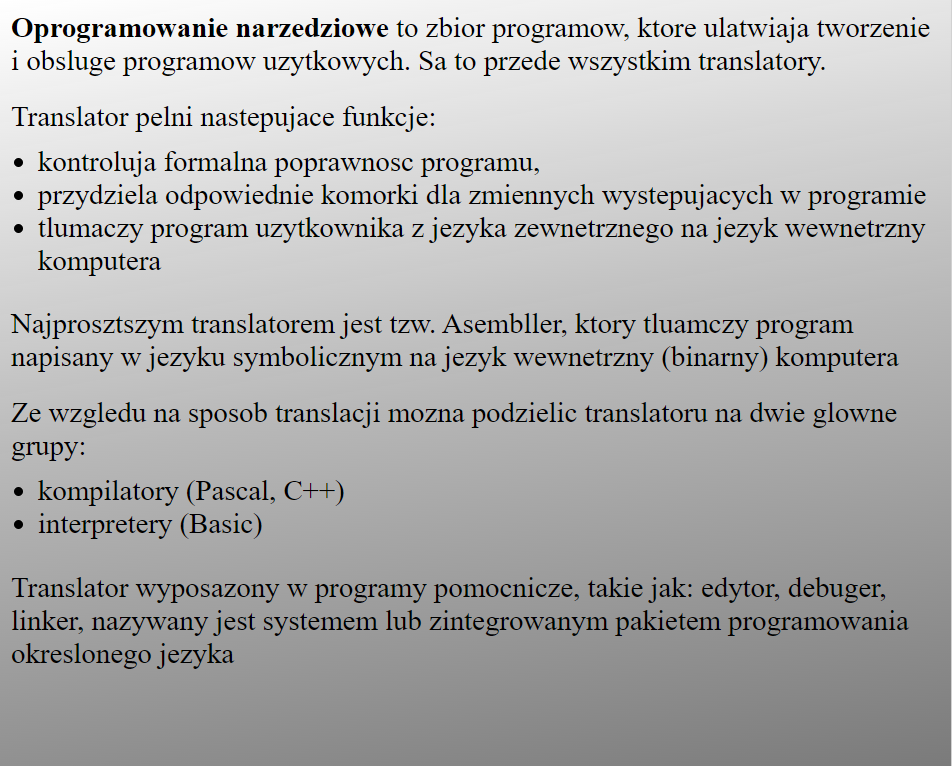 Oprogramowanie narzedziowe to zbior programow, ktore ulatwiaja tworzenie
i obsluge programow uzytkowych. Sa to przede wszystkim translatory.
Translator pelni nastepujace funkcje:
• kontroluja formalna poprawnosc programu,
• przydziela odpowiednie komorki dla zmiennych wystepujacych w programie
• tlumaczy program uzytkownika z jezyka zewnetrznego na jezyk wewnetrzny
komputera
Najprosztszym translatorem jest tzw. Asembller, ktory tluamczy program
napisany w jezyku symbolicznym na jezyk wewnetrzny (binarny) komputera
Ze wzgledu na sposob translacji mozna podzielic translatoru na dwie glowne
grupy:
• kompilatory (Pascal, C++)
• interpretery (Basic)
Translator wyposazony w programy pomocnicze, takie jak: edytor, debuger,
linker, nazywany jest systemem lub zintegrowanym pakietem programowania
okreslonego jezyka